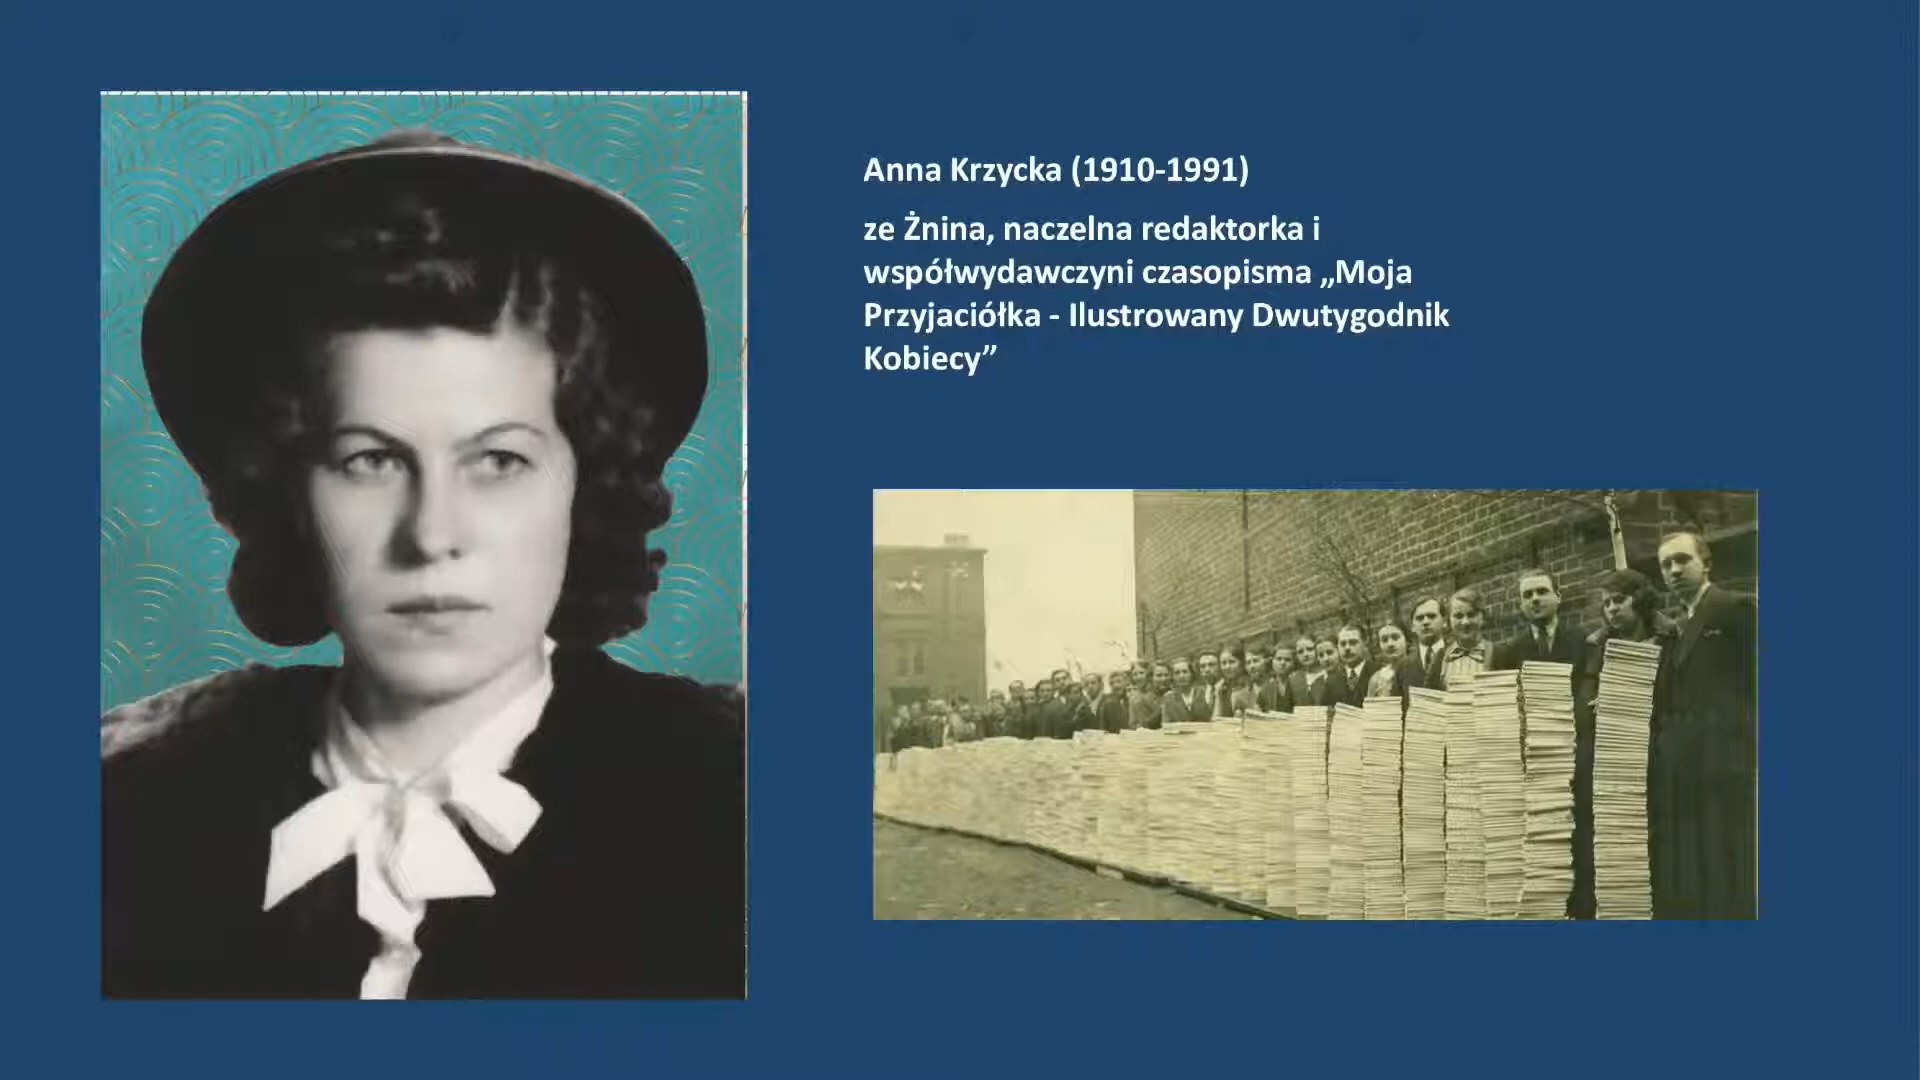 Anna Krzycka (1910-1991)
ze Żnina, naczelna redaktorka i
współwydawczyni czasopisma „Moja
Przyjaciółka - Ilustrowany Dwutygodnik
Kobiecy”